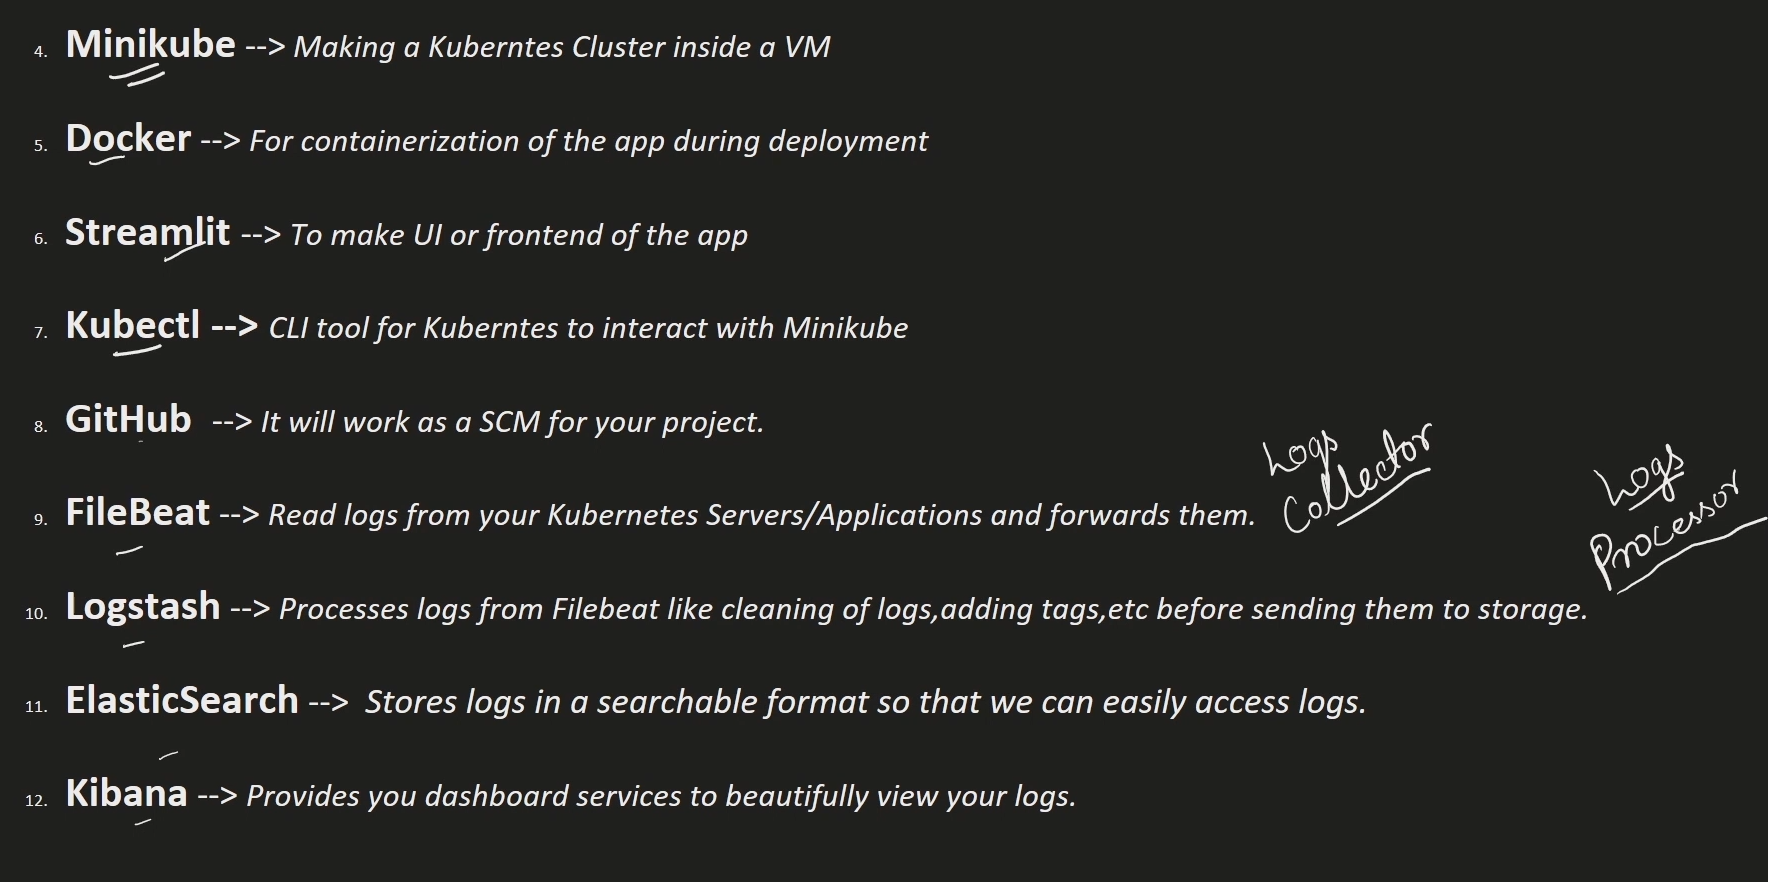 4. Minikube --> Making a Kuberntes Cluster inside a VM
5. Docker --> For containerization of the app during deployment
6. Streamlit --> To make UI or frontend of the app
7. Kubectl --> CLI tool for Kuberntes to interact with Minikube
8. GitHub --> It will work as a SCM for your project.
9. FileBeat --> Read logs from your Kubernetes Servers/Applications and forwards them.
Logs
Collector
10. Logstash --> Processes logs from Filebeat like cleaning of logs,adding tags,etc before sending them to storage.
Logs
Processor
11. ElasticSearch --> Stores logs in a searchable format so that we can easily access logs.
12. Kibana --> Provides you dashboard services to beautifully view your logs.